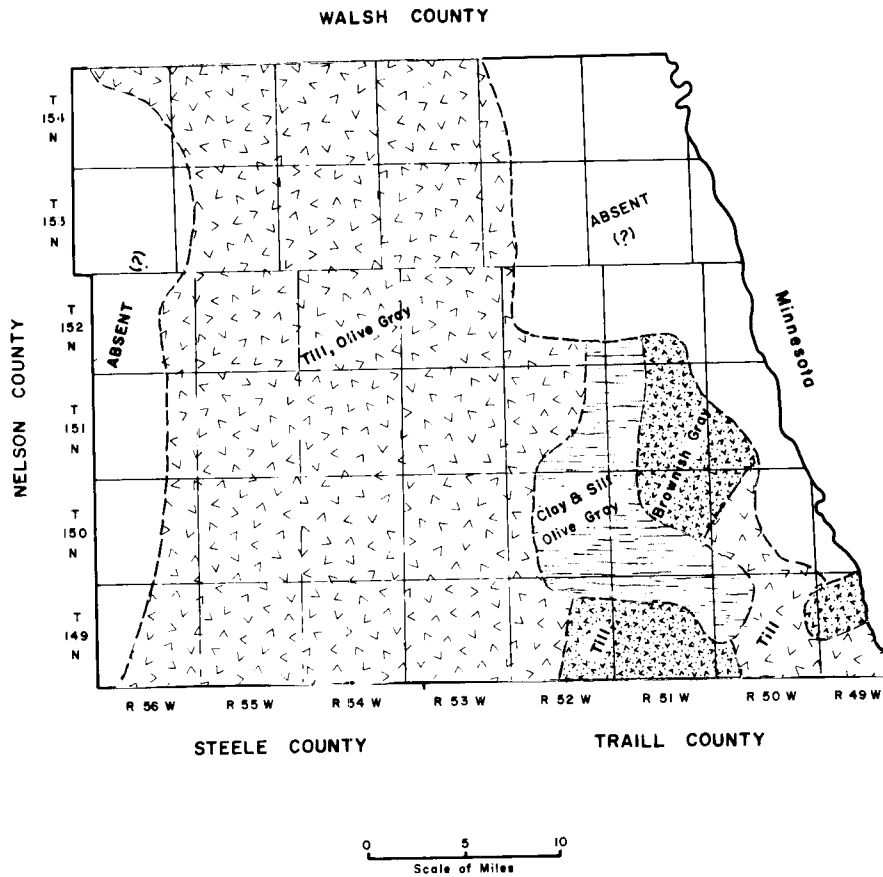 WALSH COUNTY
T
154
N
T
153
N
ABSENT
(?)
(?)
ABSENT
T
152
N
Till, Olive Gray
Minnesota
NELSON COUNTY
T
151
N
Brownish Gray
Clay & Silt
Olive Gray
T
150
N
T
149
N
Till
Till
R 56 W R 55 W R 54 W R 53 W R 52 W R 51 W R 50 W R 49 W
STEELE COUNTY TRAILL COUNTY
0 5 10
Scale of Miles